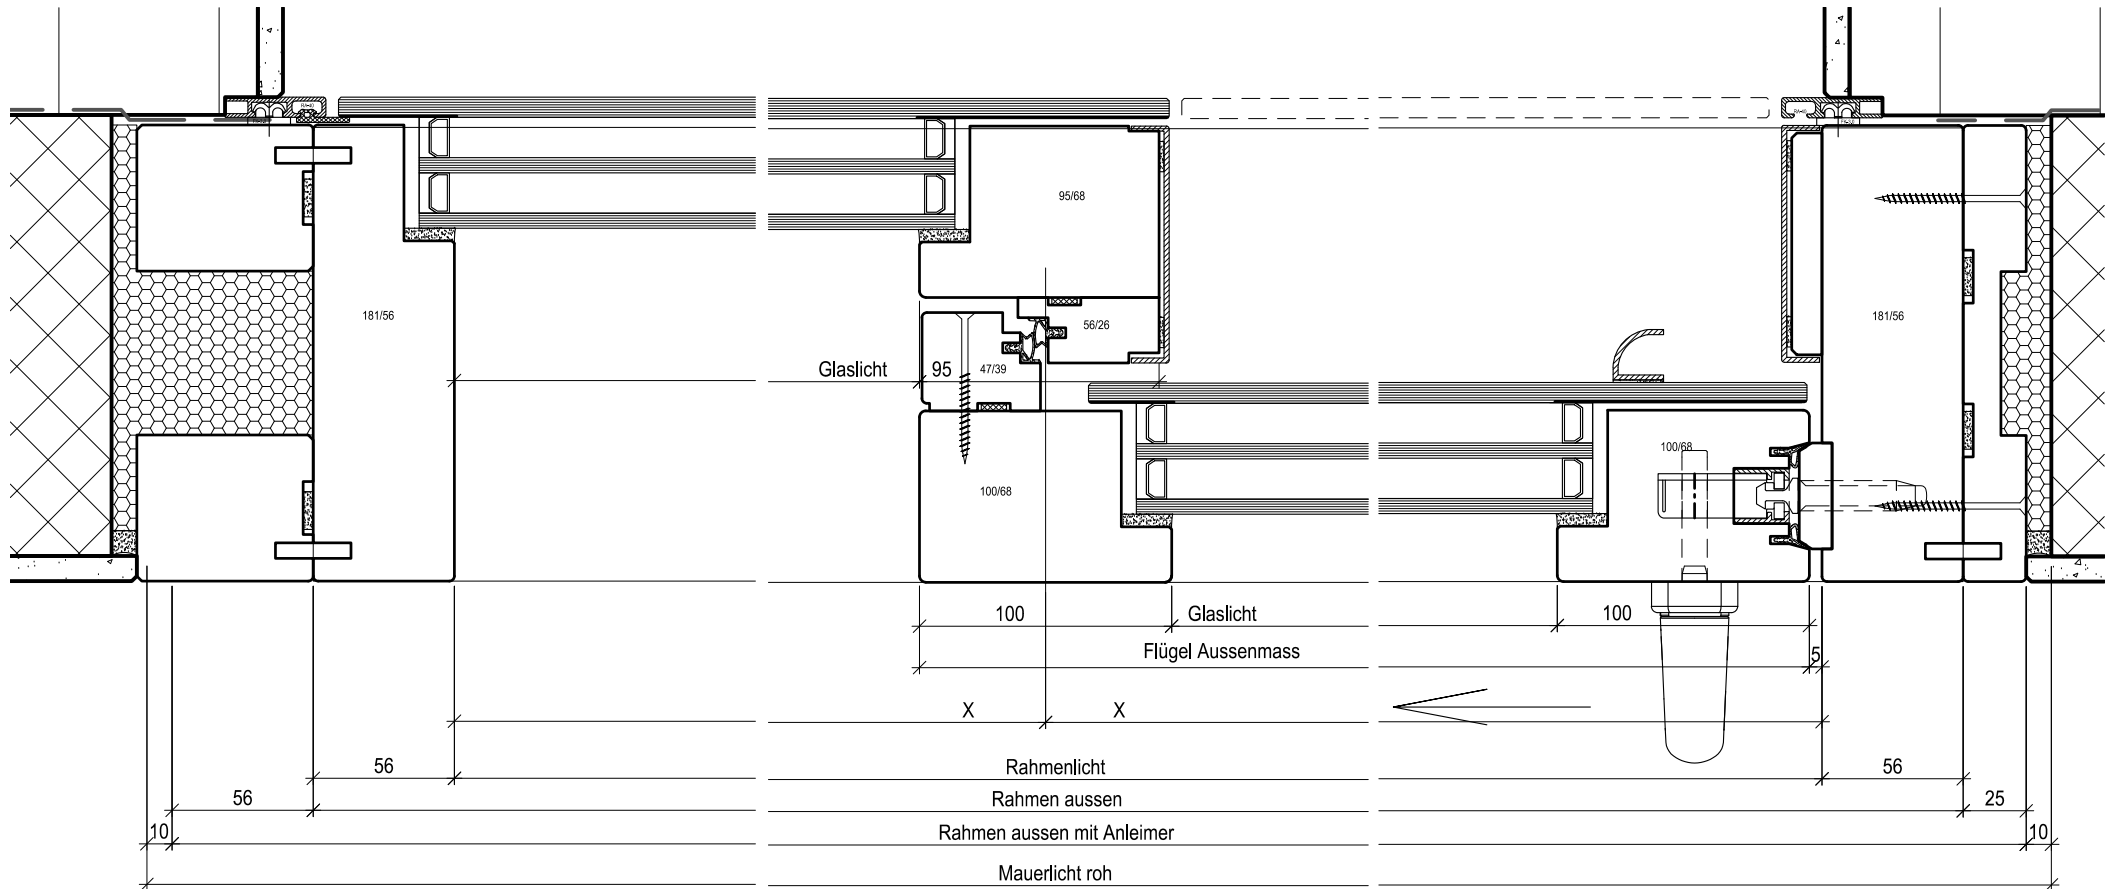 95/68
181/56
181/56
56/26
Glaslicht
95
47/39
100/68
100/68
100
Glaslicht
100
Flügel Aussenmass
5
X
X
56
Rahmenlicht
56
56
Rahmen aussen
25
10
Rahmen aussen mit Anleimer
10
Mauerlicht roh